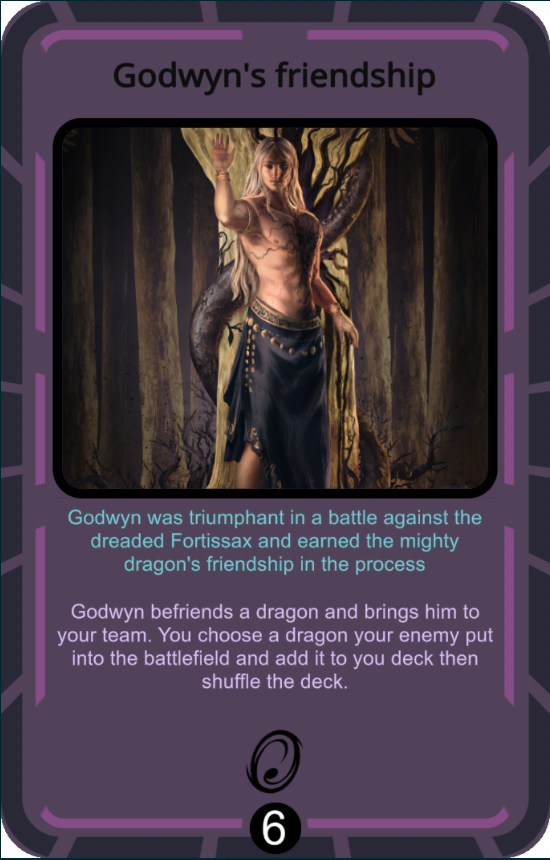 Godwyn's friendship
Godwyn was triumphant in a battle against the
dreaded Fortissax and earned the mighty
dragon's friendship in the process
Godwyn befriends a dragon and brings him to
your team. You choose a dragon your enemy put
into the battlefield and add it to you deck then
shuffle the deck.
6